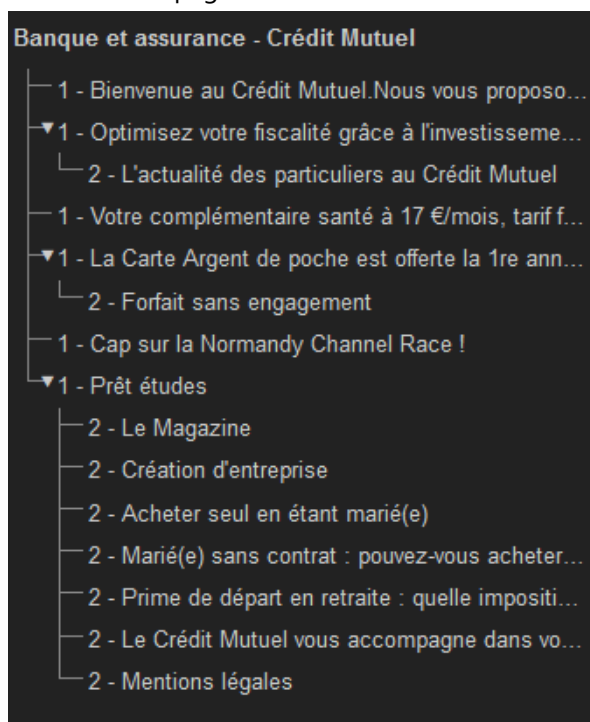 Banque et assurance - Crédit Mutuel
1 - Bienvenue au Crédit Mutuel.Nous vous proposo...
1 - Optimisez votre fiscalité grâce à l'investisseme...
2 - L'actualité des particuliers au Crédit Mutuel
1 - Votre complémentaire santé à 17 €/mois, tarif f...
1 - La Carte Argent de poche est offerte la 1re ann...
2 - Forfait sans engagement
1 - Cap sur la Normandy Channel Race !
1 - Prêt études
2 - Le Magazine
2 - Création d'entreprise
2 - Acheter seul en étant marié(e)
2 - Marié(e) sans contrat : pouvez-vous acheter...
2 - Prime de départ en retraite : quelle impositi...
2 - Le Crédit Mutuel vous accompagne dans vo...
2 - Mentions légales